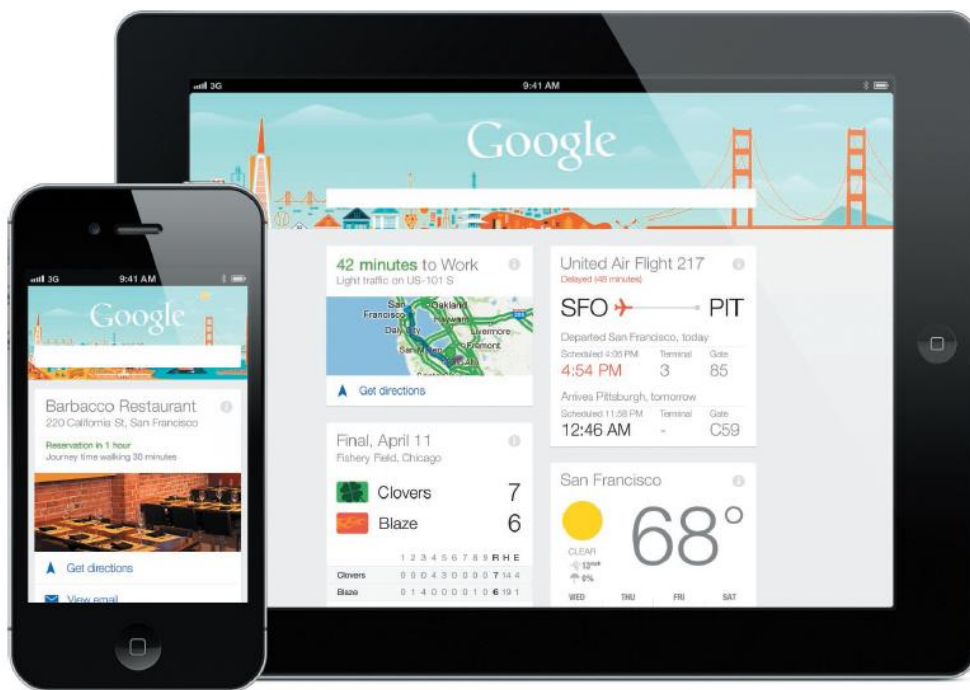 3G 9:41 AM
Google
42 minutes to Work
Light traffic on US-101 S
San Francisco
Oakland
Hayward
Daly City
Livermore
San Mateo
Fremont
Get directions
Final, April 11
Fishery Field, Chicago
Clovers 7
Blaze 6
1 2 3 4 5 6 7 8 9 R H E
Clovers 0 0 0 4 3 0 0 0 0 7 14 4
Blaze 0 1 4 0 0 0 0 1 0 6 19 1
United Air Flight 217
Delayed (48 minutes)
SFO PIT
Departed San Francisco, today
Scheduled 4:06 PM Terminal Gate
4:54 PM 3 85
Arrives Pittsburgh, tomorrow
Scheduled 11:58 PM Terminal Gate
12:46 AM - C59
San Francisco
68°
CLEAR
0%
WED THU FRI SAT
3G 9:41 AM
Google
Barbacco Restaurant
220 California St, San Francisco
Reservation in 1 hour
Journey time walking 30 minutes
Get directions
View email